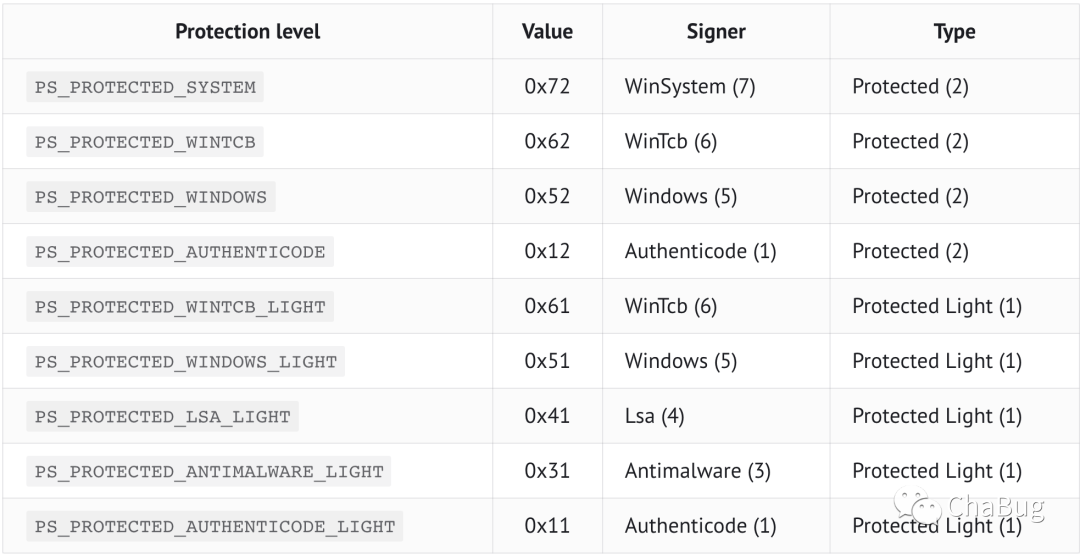 Protection level Value Signer Type
PS_PROTECTED_SYSTEM 0x72 WinSystem (7) Protected (2)
PS_PROTECTED_WINTCB 0x62 WinTcb (6) Protected (2)
PS_PROTECTED_WINDOWS 0x52 Windows (5) Protected (2)
PS_PROTECTED_AUTHENTICODE 0x12 Authenticode (1) Protected (2)
PS_PROTECTED_WINTCB_LIGHT 0x61 WinTcb (6) Protected Light (1)
PS_PROTECTED_WINDOWS_LIGHT 0x51 Windows (5) Protected Light (1)
PS_PROTECTED_LSA_LIGHT 0x41 Lsa (4) Protected Light (1)
PS_PROTECTED_ANTIMALWARE_LIGHT 0x31 Antimalware (3) Protected Light (1)
ChaBug
PS_PROTECTED_AUTHENTICODE_LIGHT 0x11 Authenticode (1) Protected Light (1)